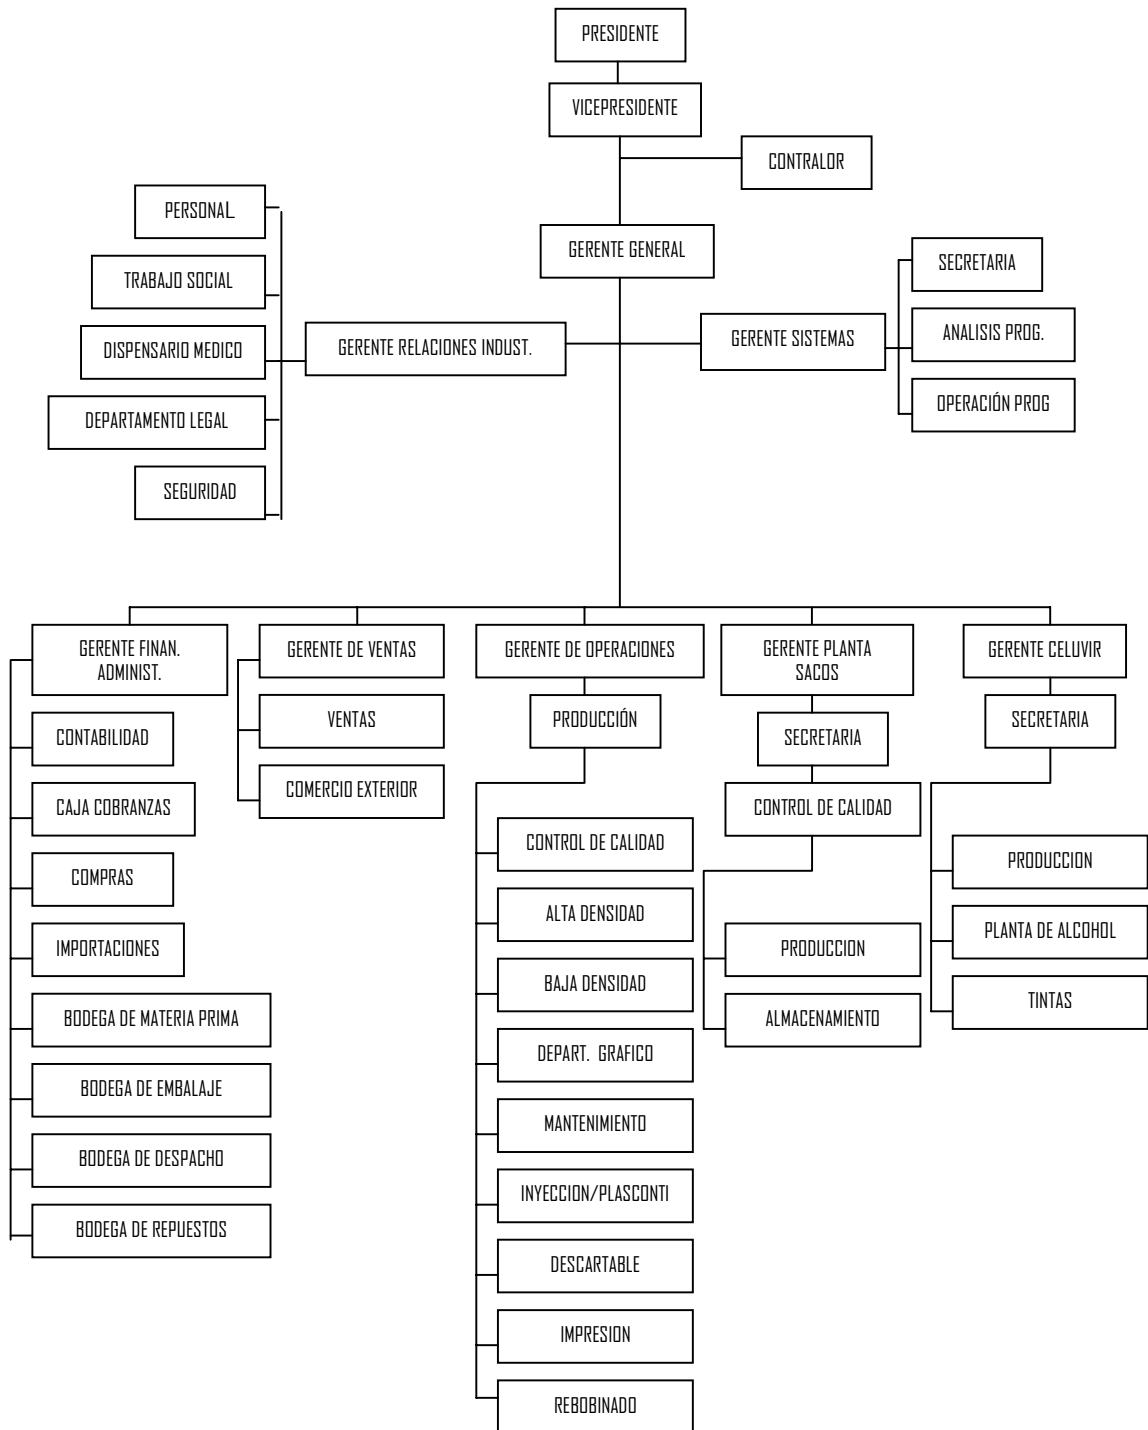 PRESIDENTE
VICEPRESIDENTE
CONTRALOR
GERENTE GENERAL
PERSONAL
TRABAJO SOCIAL
DISPENSARIO MEDICO
DEPARTAMENTO LEGAL
SEGURIDAD
GERENTE RELACIONES INDUST.
GERENTE SISTEMAS
SECRETARIA
ANALISIS PROG.
OPERACIÓN PROG
GERENTE FINAN.
ADMINIST.
CONTABILIDAD
CAJA COBRANZAS
COMPRAS
IMPORTACIONES
BODEGA DE MATERIA PRIMA
BODEGA DE EMBALAJE
BODEGA DE DESPACHO
BODEGA DE REPUESTOS
GERENTE DE VENTAS
VENTAS
COMERCIO EXTERIOR
GERENTE DE OPERACIONES
PRODUCCIÓN
CONTROL DE CALIDAD
ALTA DENSIDAD
BAJA DENSIDAD
DEPART. GRAFICO
MANTENIMIENTO
INYECCION/PLASCONTI
DESCARTABLE
IMPRESION
REBOBINADO
GERENTE PLANTA
SACOS
SECRETARIA
CONTROL DE CALIDAD
PRODUCCION
ALMACENAMIENTO
GERENTE CELUVIR
SECRETARIA
PRODUCCION
PLANTA DE ALCOHOL
TINTAS